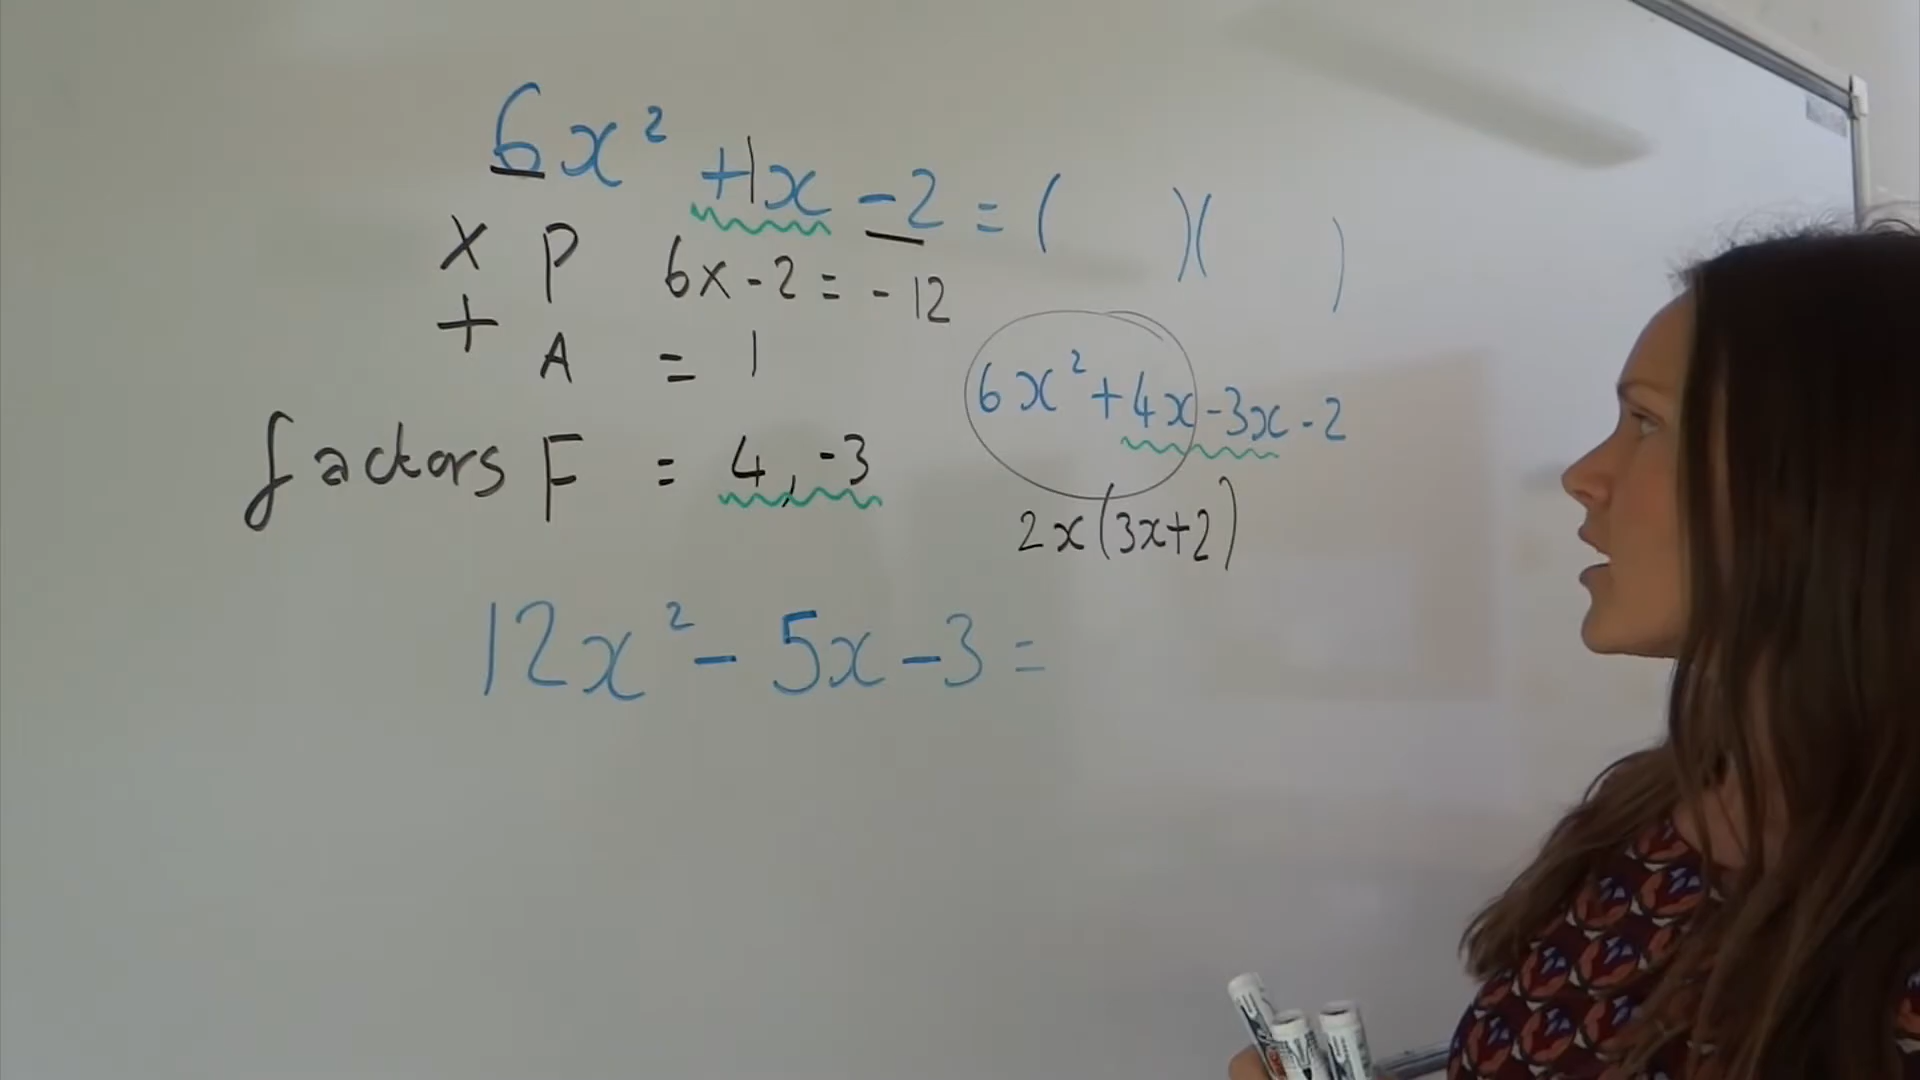 6x² +1x -2 = (    )(    )
x P 6x-2 = -12
+ A = 1
6x² + 4x - 3x - 2
factors F = 4, -3
2x(3x+2)
12x² - 5x - 3 =